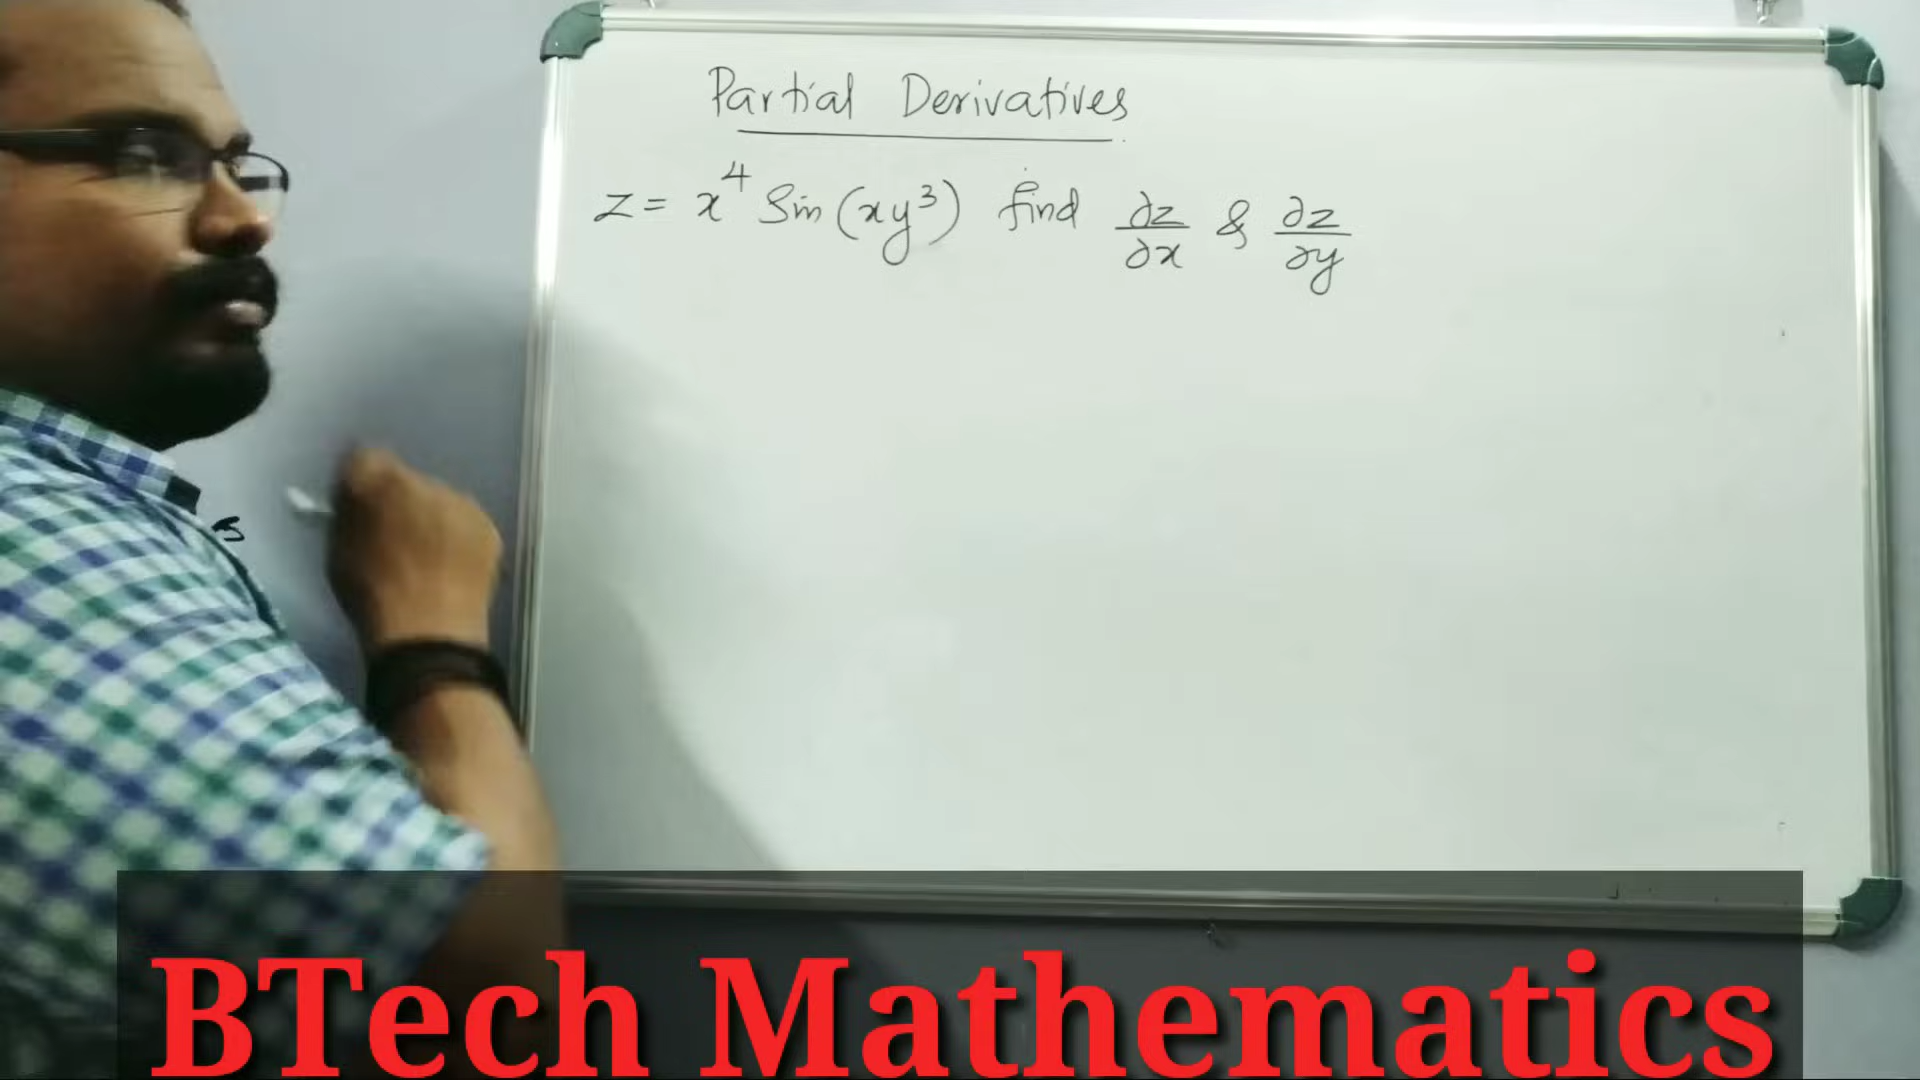 Partial Derivatives
z = x⁴ Sin (xy³) find ∂z/∂x & ∂z/∂y
BTech Mathematics